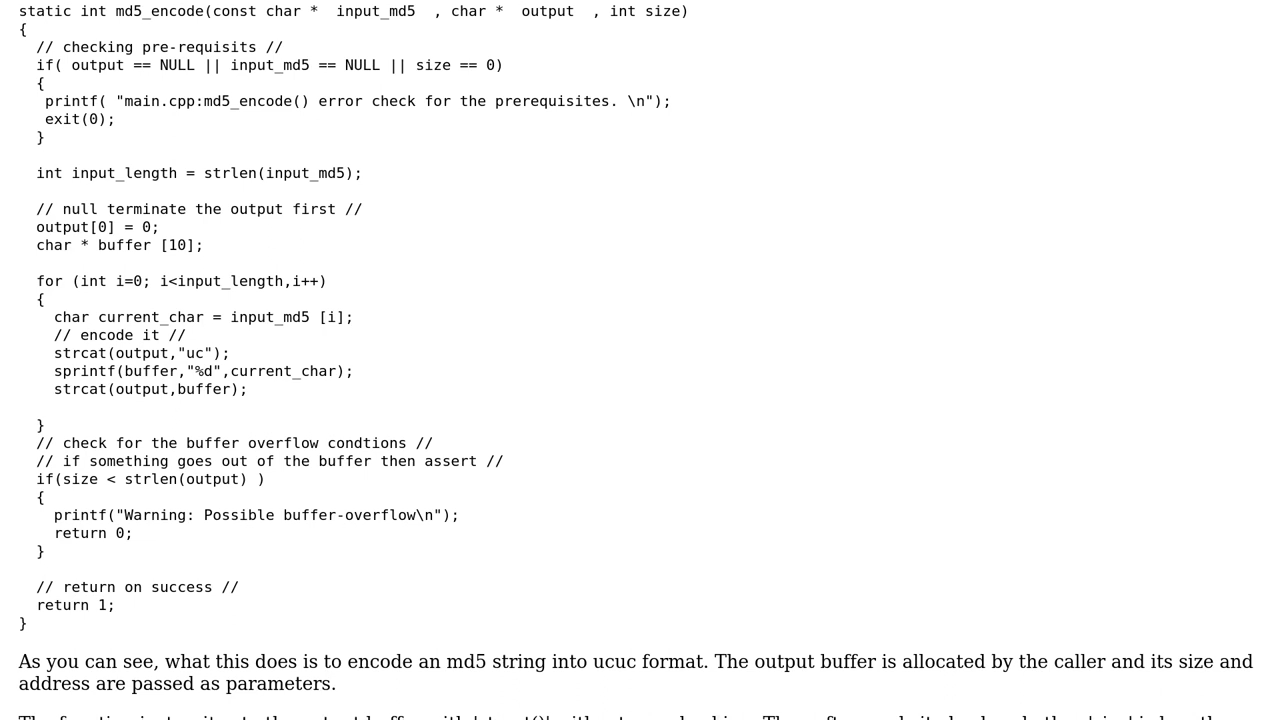 static int md5_encode(const char *  input_md5  , char *  output  , int size)
{
  // checking pre-requisits //
  if( output == NULL || input_md5 == NULL || size == 0)
  {
   printf( "main.cpp:md5_encode() error check for the prerequisites. \n");
   exit(0);
  }
  int input_length = strlen(input_md5);
  // null terminate the output first //
  output[0] = 0;
  char * buffer [10];
  for (int i=0; i<input_length,i++)
  {
    char current_char = input_md5 [i];
    // encode it //
    strcat(output,"uc");
    sprintf(buffer,"%d",current_char);
    strcat(output,buffer);
  }
  // check for the buffer overflow condtions //
  // if something goes out of the buffer then assert //
  if(size < strlen(output) )
  {
    printf("Warning: Possible buffer-overflow\n");
    return 0;
  }
  // return on success //
  return 1;
}
As you can see, what this does is to encode an md5 string into ucuc format. The output buffer is allocated by the caller and its size and
address are passed as parameters.